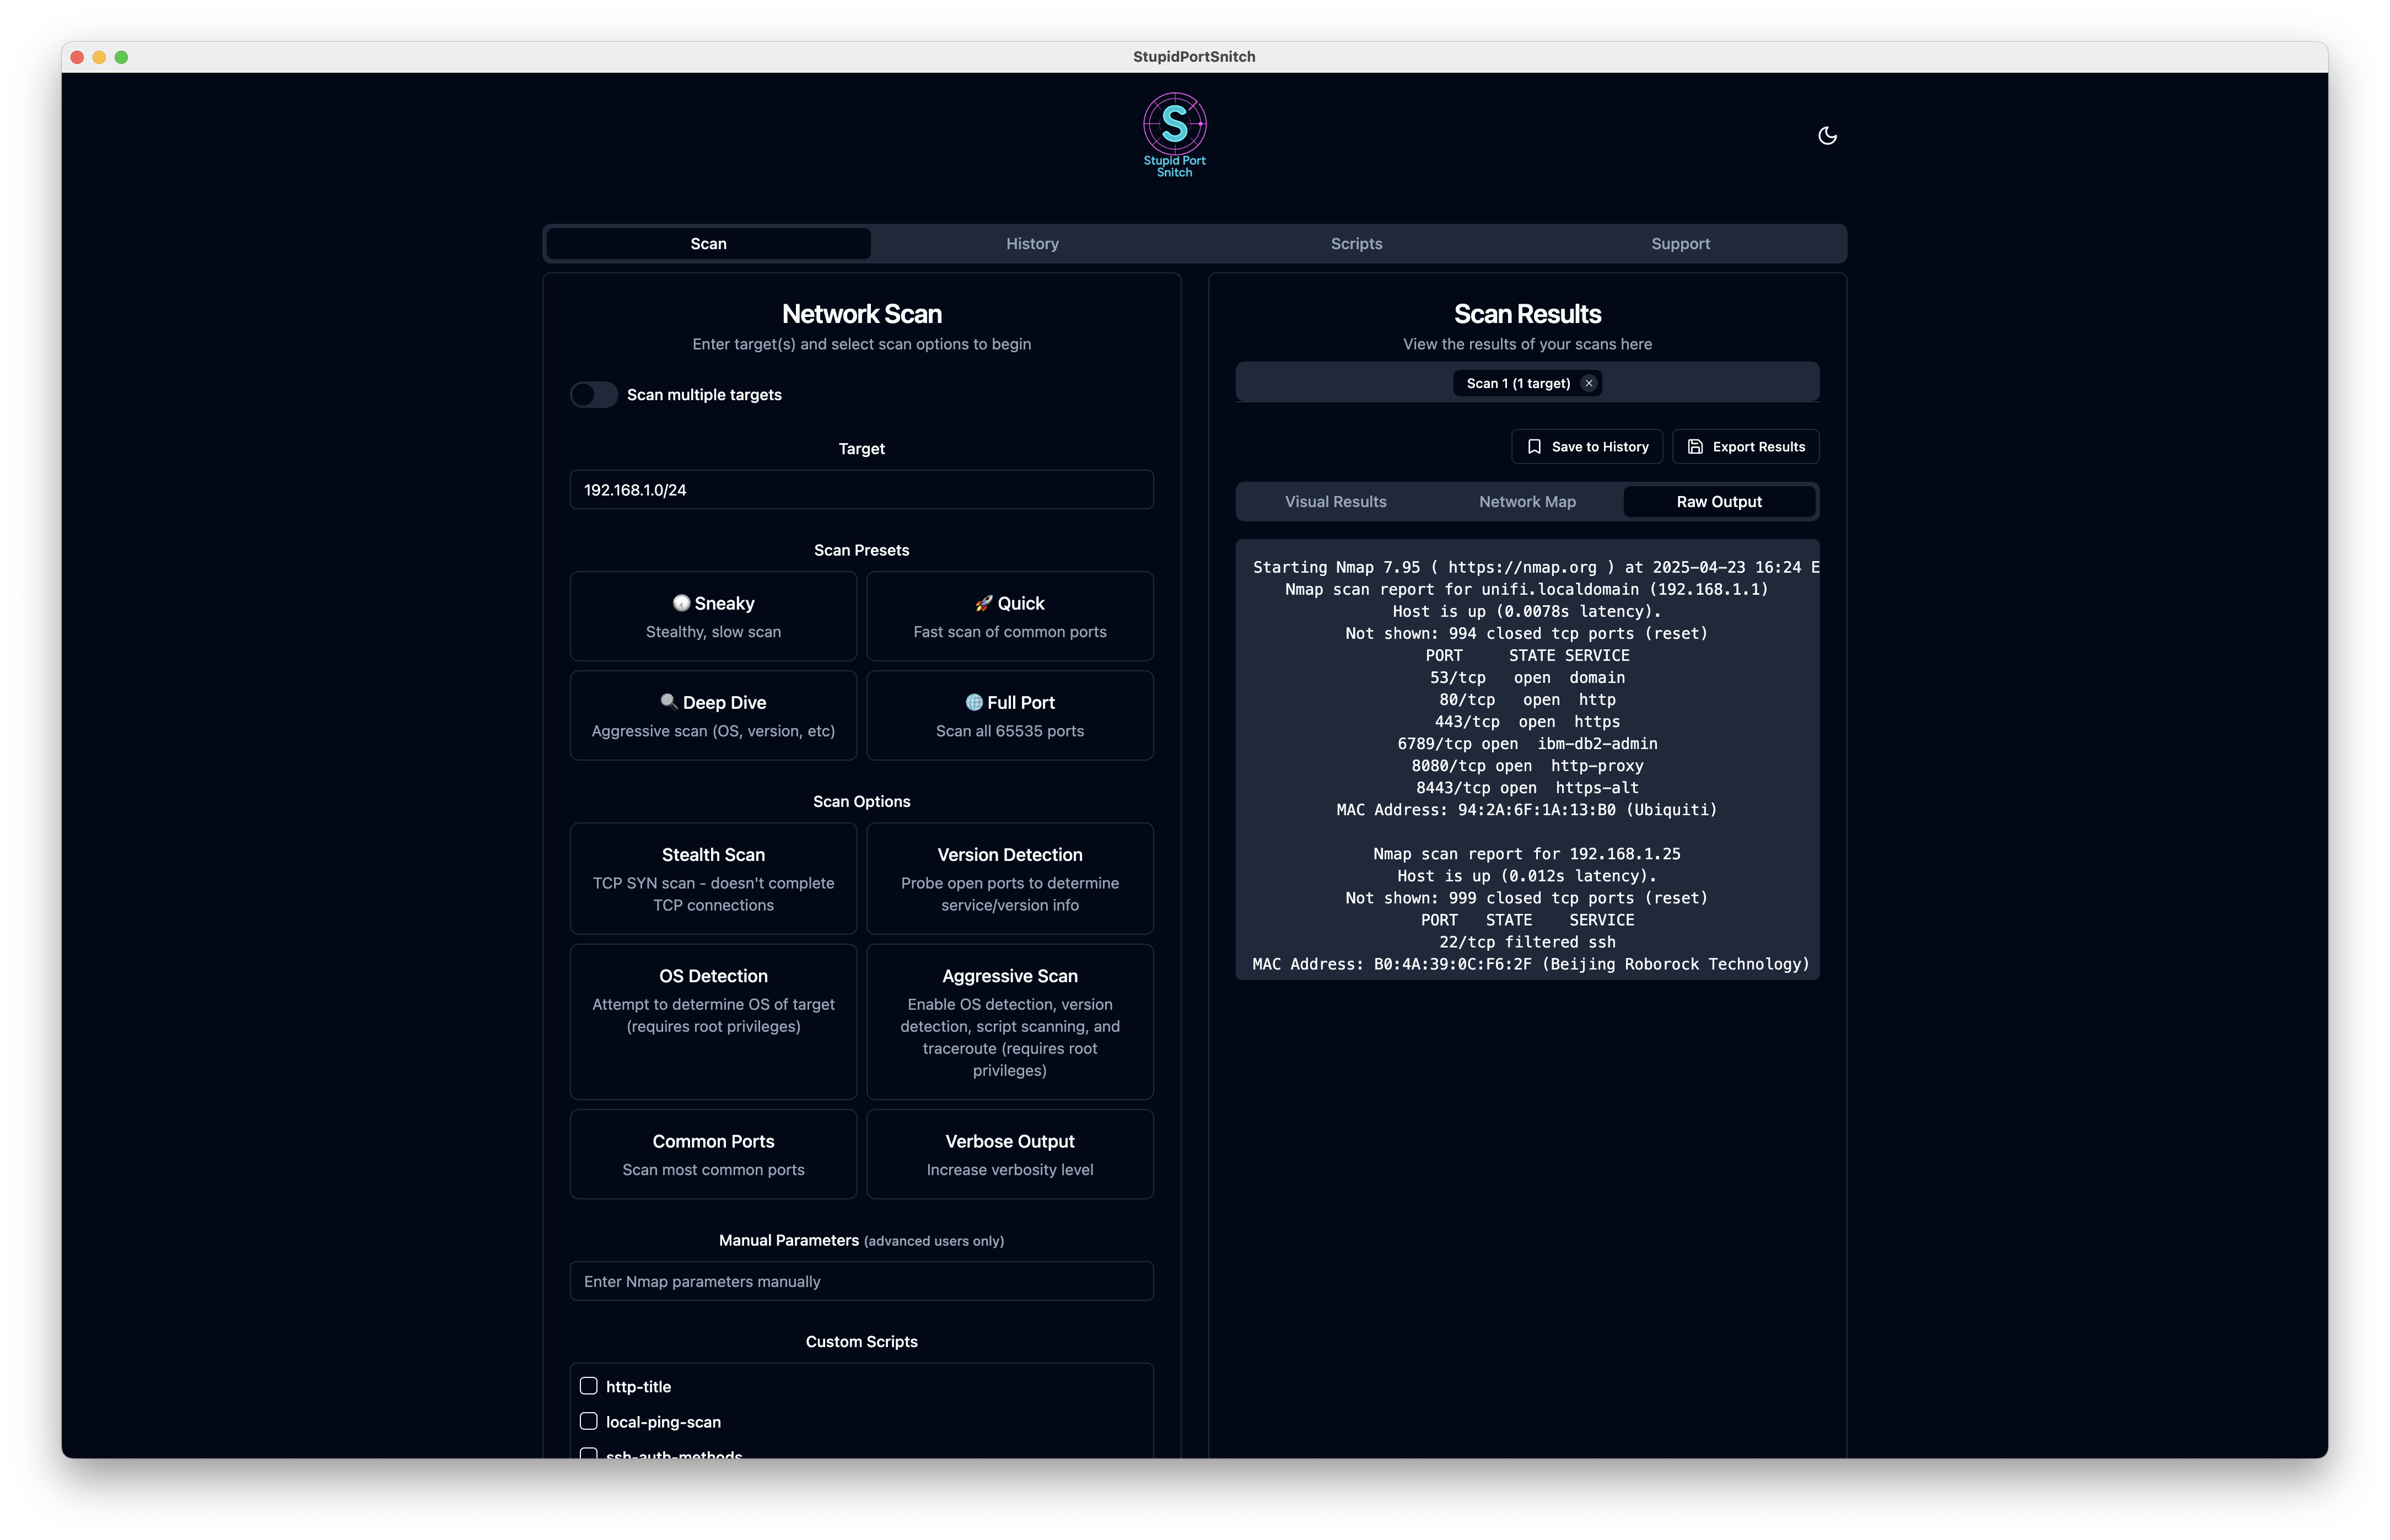 StupidPortSnitch
S
Stupid Port
Snitch
Scan
History
Scripts
Support
Network Scan
Enter target(s) and select scan options to begin
Scan multiple targets
Target
192.168.1.0/24
Scan Presets
Sneaky
Stealthy, slow scan
Quick
Fast scan of common ports
Deep Dive
Aggressive scan (OS, version, etc)
Full Port
Scan all 65535 ports
Scan Options
Stealth Scan
TCP SYN scan - doesn't complete
TCP connections
Version Detection
Probe open ports to determine
service/version info
OS Detection
Attempt to determine OS of target
(requires root privileges)
Aggressive Scan
Enable OS detection, version
detection, script scanning, and
traceroute (requires root
privileges)
Common Ports
Scan most common ports
Verbose Output
Increase verbosity level
Manual Parameters (advanced users only)
Enter Nmap parameters manually
Custom Scripts
http-title
local-ping-scan
ssh-auth-methods
Scan Results
View the results of your scans here
Scan 1 (1 target)
Save to History
Export Results
Visual Results
Network Map
Raw Output
Starting Nmap 7.95 ( https://nmap.org ) at 2025-04-23 16:24 E
Nmap scan report for unifi.localdomain (192.168.1.1)
Host is up (0.0078s latency).
Not shown: 994 closed tcp ports (reset)
PORT     STATE SERVICE
53/tcp   open  domain
80/tcp   open  http
443/tcp  open  https
6789/tcp open  ibm-db2-admin
8080/tcp open  http-proxy
8443/tcp open  https-alt
MAC Address: 94:2A:6F:1A:13:B0 (Ubiquiti)
Nmap scan report for 192.168.1.25
Host is up (0.012s latency).
Not shown: 999 closed tcp ports (reset)
PORT   STATE    SERVICE
22/tcp filtered ssh
MAC Address: B0:4A:39:0C:F6:2F (Beijing Roborock Technology)